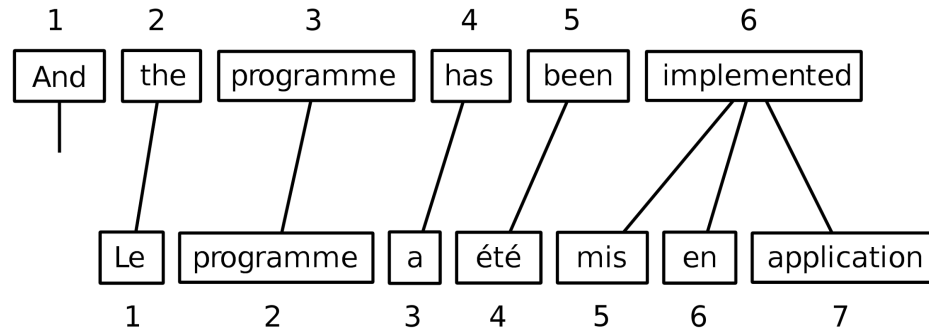 1 2 3 4 5 6
And the programme has been implemented
Le programme a été mis en application
1 2 3 4 5 6 7